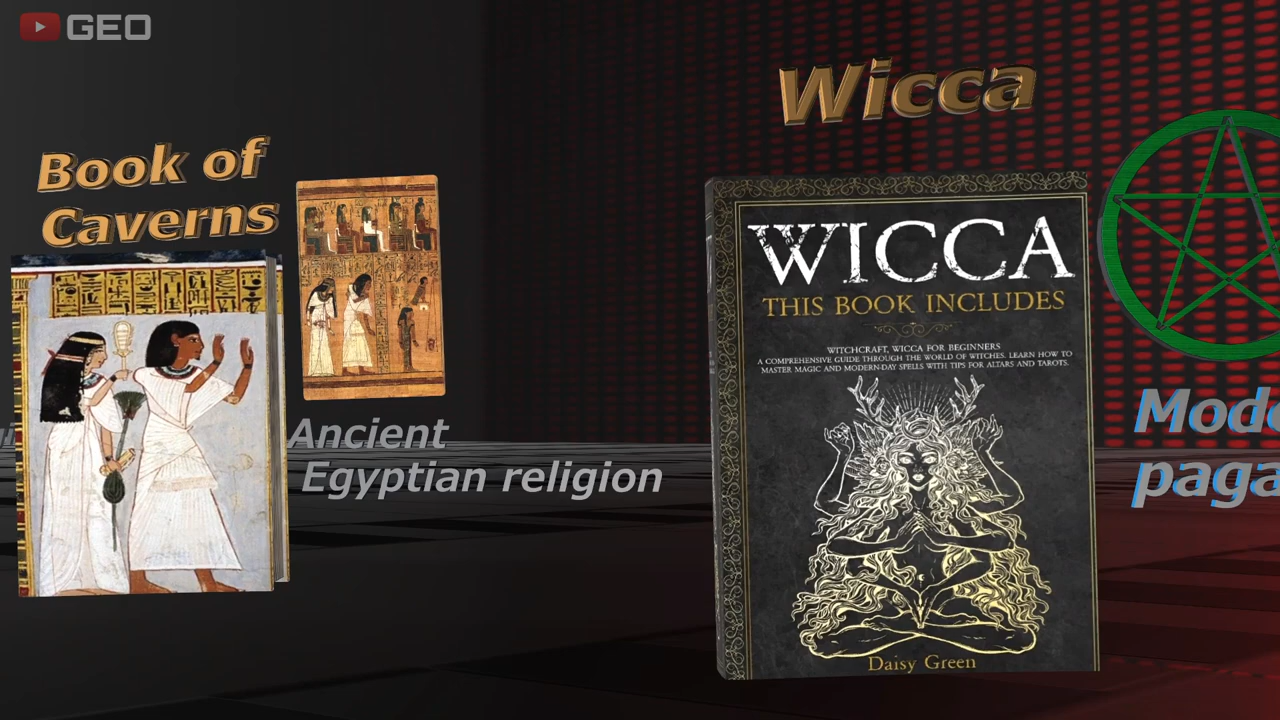 GEO
Book of
Caverns
Ancient
Egyptian religion
Wicca
WICCA
THIS BOOK INCLUDES
WITCHCRAFT, WICCA FOR BEGINNERS
A COMPREHENSIVE GUIDE THROUGH THE WORLD OF WITCHES. LEARN HOW TO
MASTER MAGIC AND MODERN-DAY SPELLS WITH TIPS FOR ALTARS AND TAROTS.
Daisy Green